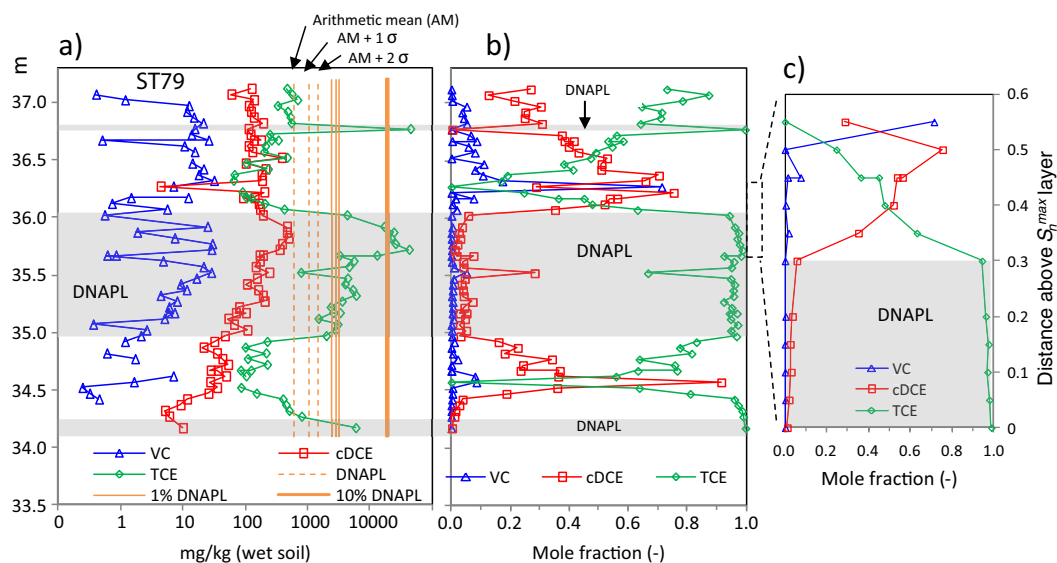 Arithmetic mean (AM)
AM + 1 σ
AM + 2 σ
a)
b)
c)
m
ST79
DNAPL
DNAPL
DNAPL
DNAPL
DNAPL
37.0
36.5
36.0
35.5
35.0
34.5
34.0
33.5
VC
cDCE
TCE
DNAPL
1% DNAPL
10% DNAPL
0
1
10
100
1000
10000
mg/kg (wet soil)
VC
cDCE
TCE
0.0
0.2
0.4
0.6
0.8
1.0
Mole fraction (-)
VC
cDCE
TCE
0
0.2
0.4
0.6
0.8
1.0
Mole fraction (-)
0.6
0.5
0.4
0.3
0.2
0.1
0
Distance above Sₙᵐᵃˣ layer